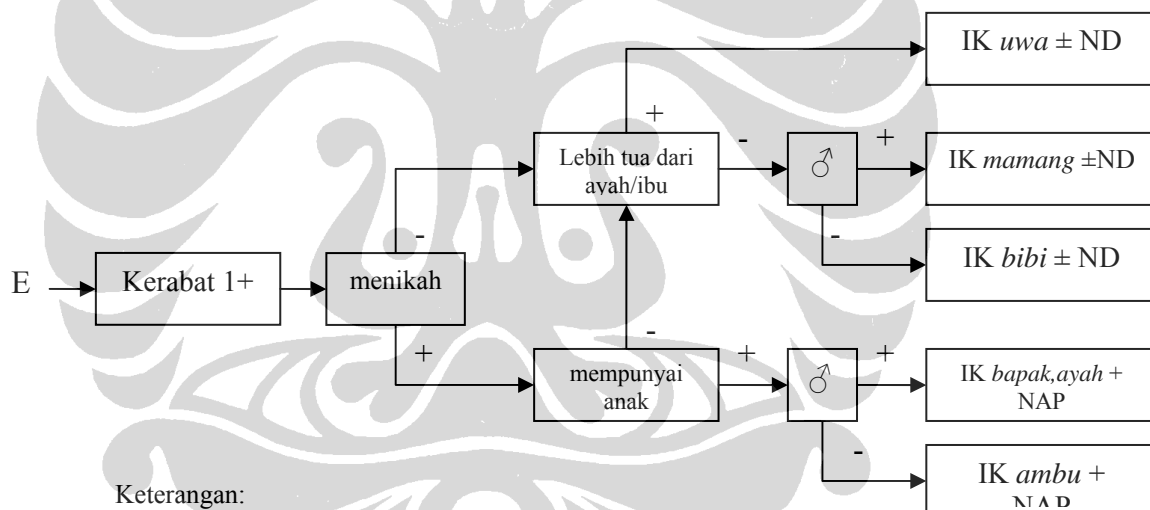 IK uwa ± ND
+
Lebih tua dari
ayah/ibu
-
♂
+
IK mamang ±ND
-
-
IK bibi ± ND
E
Kerabat 1+
menikah
+
-
mempunyai
anak
+
♂
+
IK bapak,ayah +
NAP
-
IK ambu +
NAP
Keterangan: